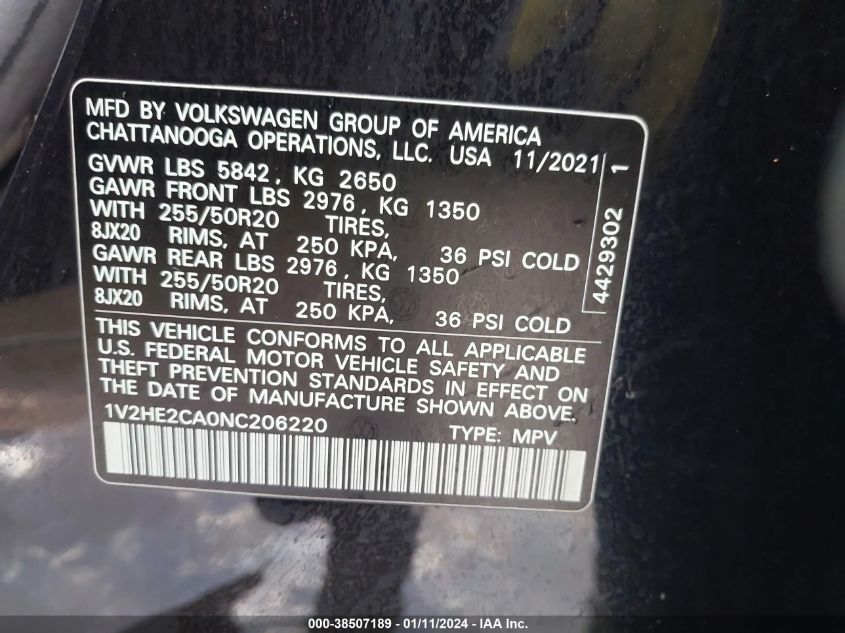 MFD BY VOLKSWAGEN GROUP OF AMERICA
CHATTANOOGA OPERATIONS, LLC. USA 11/2021
GVWR LBS 5842, KG 2650
GAWR FRONT LBS 2976, KG 1350
WITH 255/50R20 TIRES,
8JX20 RIMS, AT 250 KPA, 36 PSI COLD
GAWR REAR LBS 2976, KG 1350
WITH 255/50R20 TIRES,
8JX20 RIMS, AT 250 KPA, 36 PSI COLD
4429302 1
THIS VEHICLE CONFORMS TO ALL APPLICABLE
U.S. FEDERAL MOTOR VEHICLE SAFETY AND
THEFT PREVENTION STANDARDS IN EFFECT ON
THE DATE OF MANUFACTURE SHOWN ABOVE.
1V2HE2CA0NC206220 TYPE: MPV
000-38507189 - 01/11/2024 - IAA Inc.